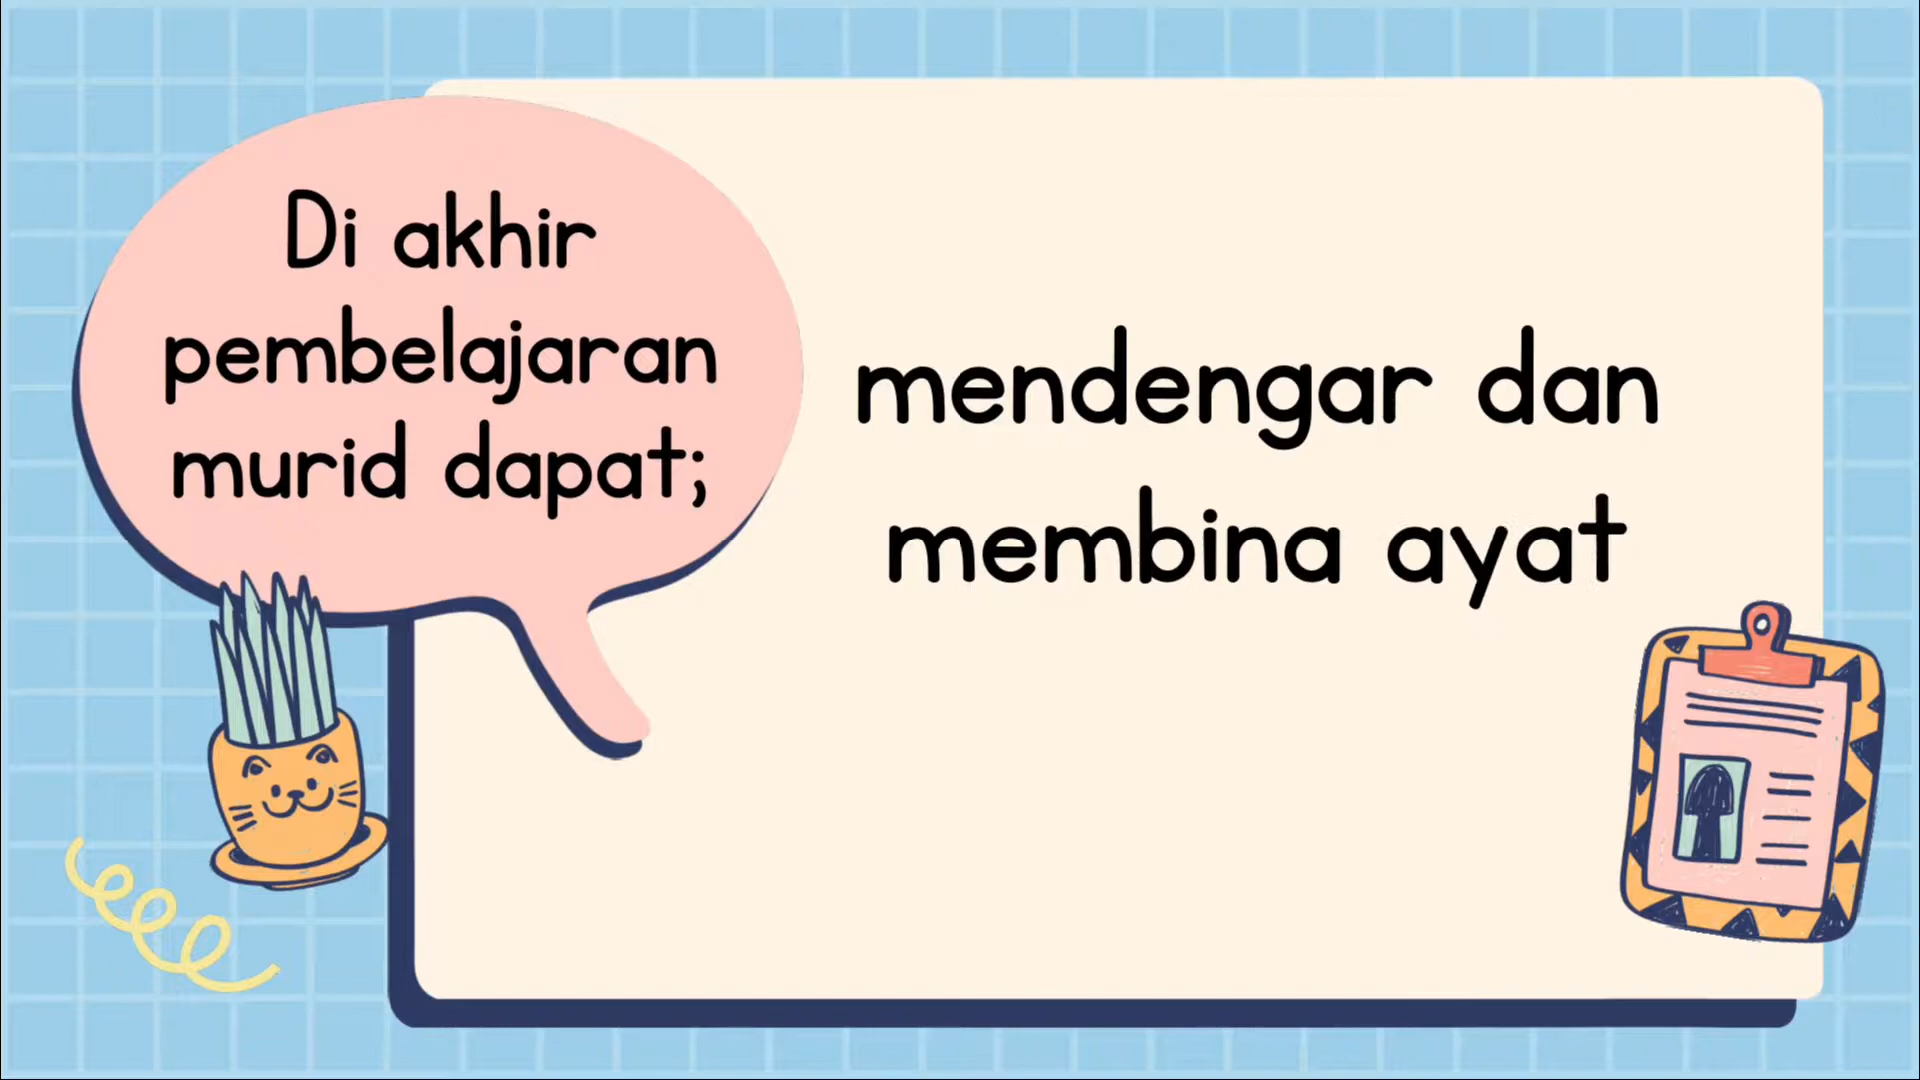 Di akhir
pembelajaran
murid dapat;
mendengar dan
membina ayat